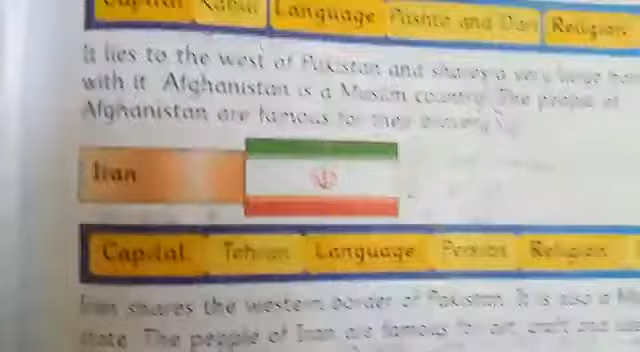 Capital Kabul Language Pashto and Dari Religion
It lies to the west of Pakistan and shares a very large
with it. Afghanistan is a Muslim country. The people of
Afghanistan are famous for their bravery.
Iran
Capital Tehran Language Persian Religion
Iran shares the western border of Pakistan. It is also a
state. The people of Iran are famous for art, craft and